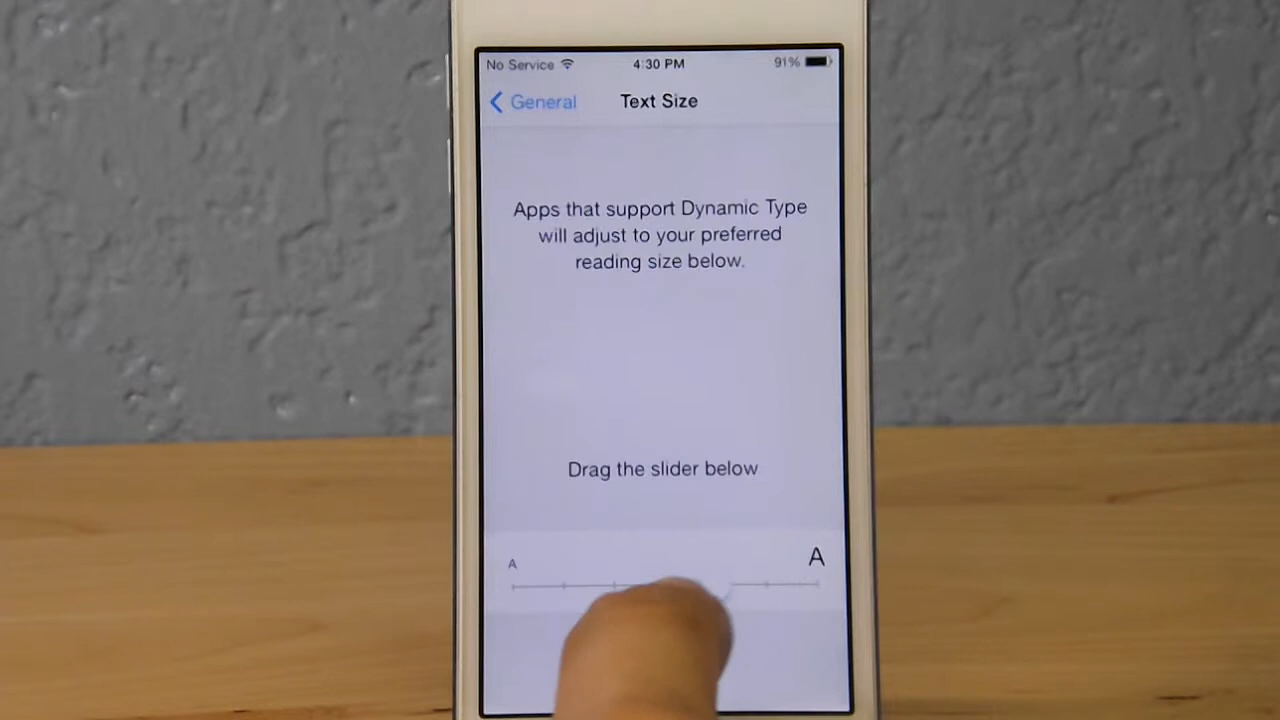 No Service 4:30 PM 91%
General Text Size
Apps that support Dynamic Type
will adjust to your preferred
reading size below.
Drag the slider below
A A